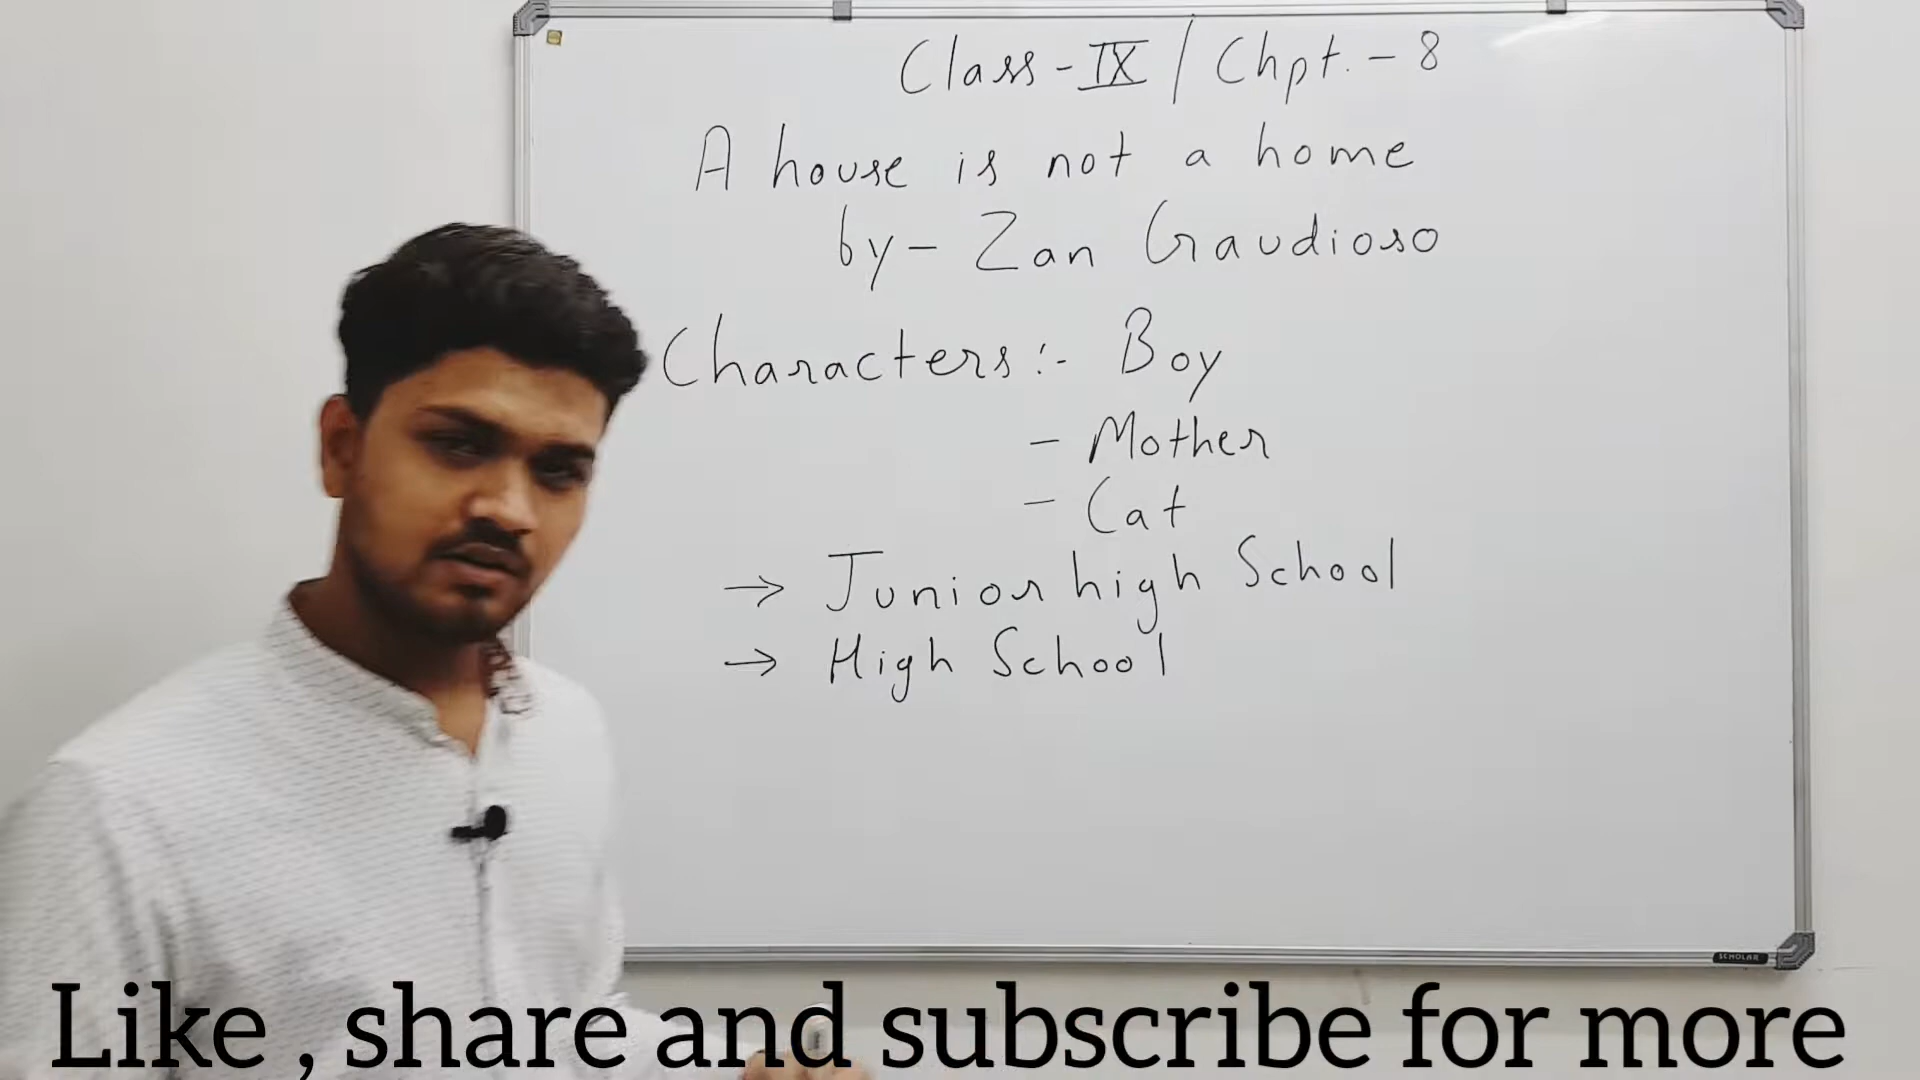 Class - IX / Chpt. - 8
A house is not a home
by - Zan Gaudioso
Characters :- Boy
- Mother
- Cat
→ Junior high School
→ High School
SCHOLAR
Like , share and subscribe for more